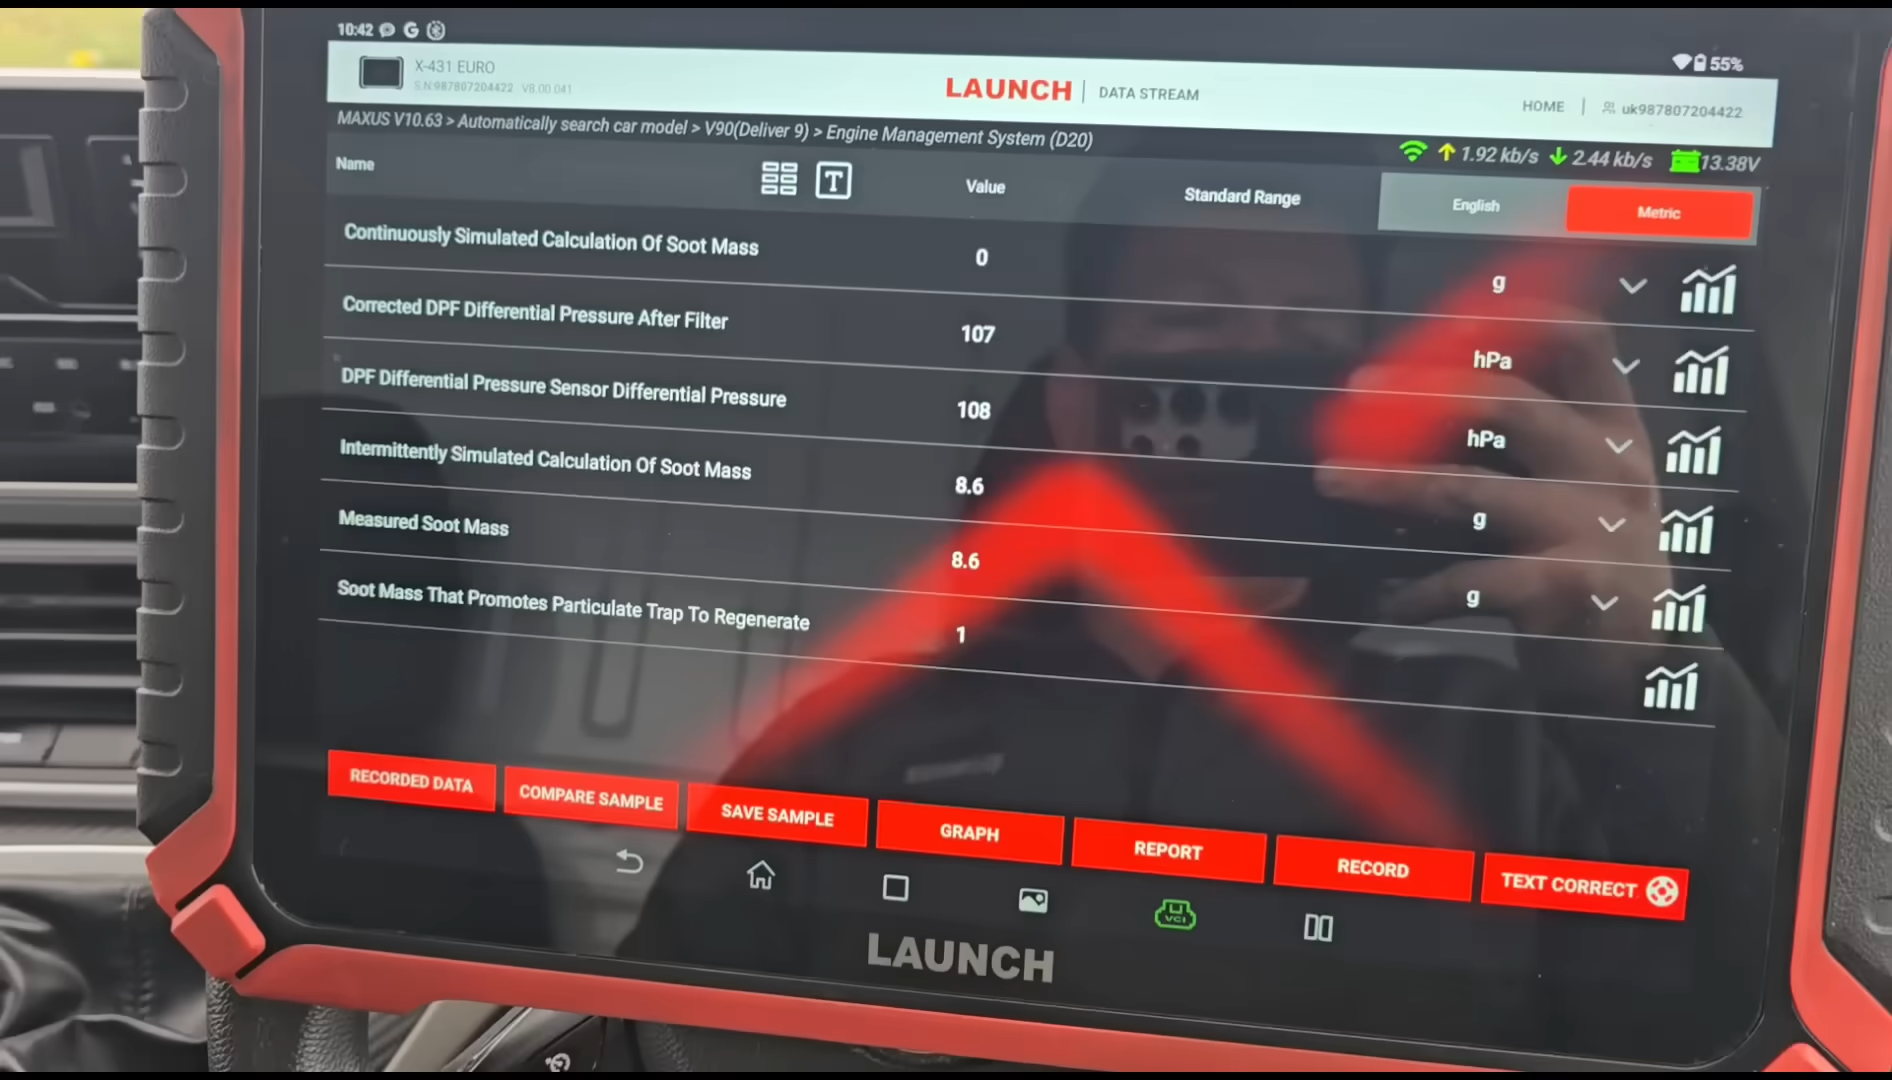 10:42
55%
X-431 EURO
S.N:987807204422 V8.00.041
LAUNCH | DATA STREAM
HOME | uk987807204422
MAXUS V10.63 > Automatically search car model > V90(Deliver 9) > Engine Management System (D20)
1.92 kb/s 2.44 kb/s 13.38V
Name T Value Standard Range English Metric
Continuously Simulated Calculation Of Soot Mass 0 g
Corrected DPF Differential Pressure After Filter 107 hPa
DPF Differential Pressure Sensor Differential Pressure 108 hPa
Intermittently Simulated Calculation Of Soot Mass 8.6 g
Measured Soot Mass 8.6 g
Soot Mass That Promotes Particulate Trap To Regenerate 1
RECORDED DATA COMPARE SAMPLE SAVE SAMPLE GRAPH REPORT RECORD TEXT CORRECT
VCI
LAUNCH